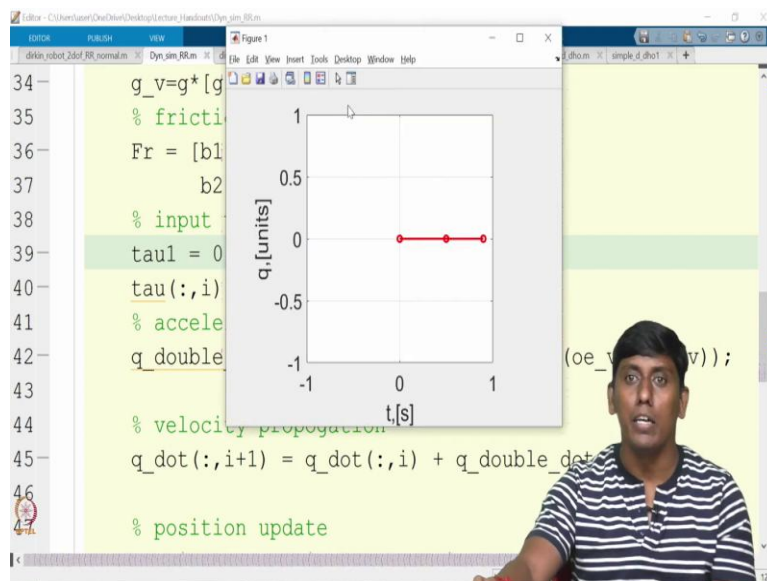 Editor - C:\Users\user\OneDrive\Desktop\Lecture_Handouts\Dyn_sim_RR.m
EDITOR PUBLISH VIEW
dirkin_robot_2dof_RR_normal.m Dyn_sim_RR.m
d_dho.m simple_d_dho1
Figure 1
File Edit View Insert Tools Desktop Window Help
1
0.5
0
-0.5
-1
-1 0 1
q,[units]
t,[s]
34 g_v=g*[g
35 % fricti
36 Fr = [b1
37 b2
38 % input
39 tau1 = 0
40 tau(:,i)
41 % accele
42 q_double (oe_v v));
43
44 % velocity propogation
45 q_dot(:,i+1) = q_dot(:,i) + q_double_dot
46
47 % position update